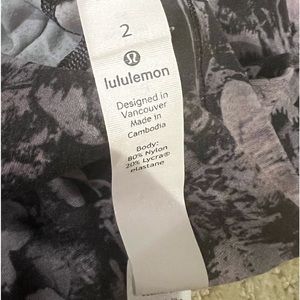 2
lululemon
Designed in
Vancouver
Made in
Cambodia
Body:
80% Nylon
20% Lycra®
elastane